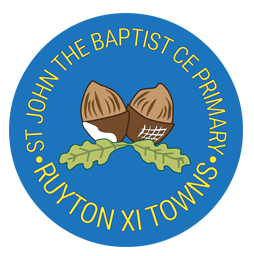 ST JOHN THE BAPTIST CE PRIMARY
• RUYTON XI TOWNS •